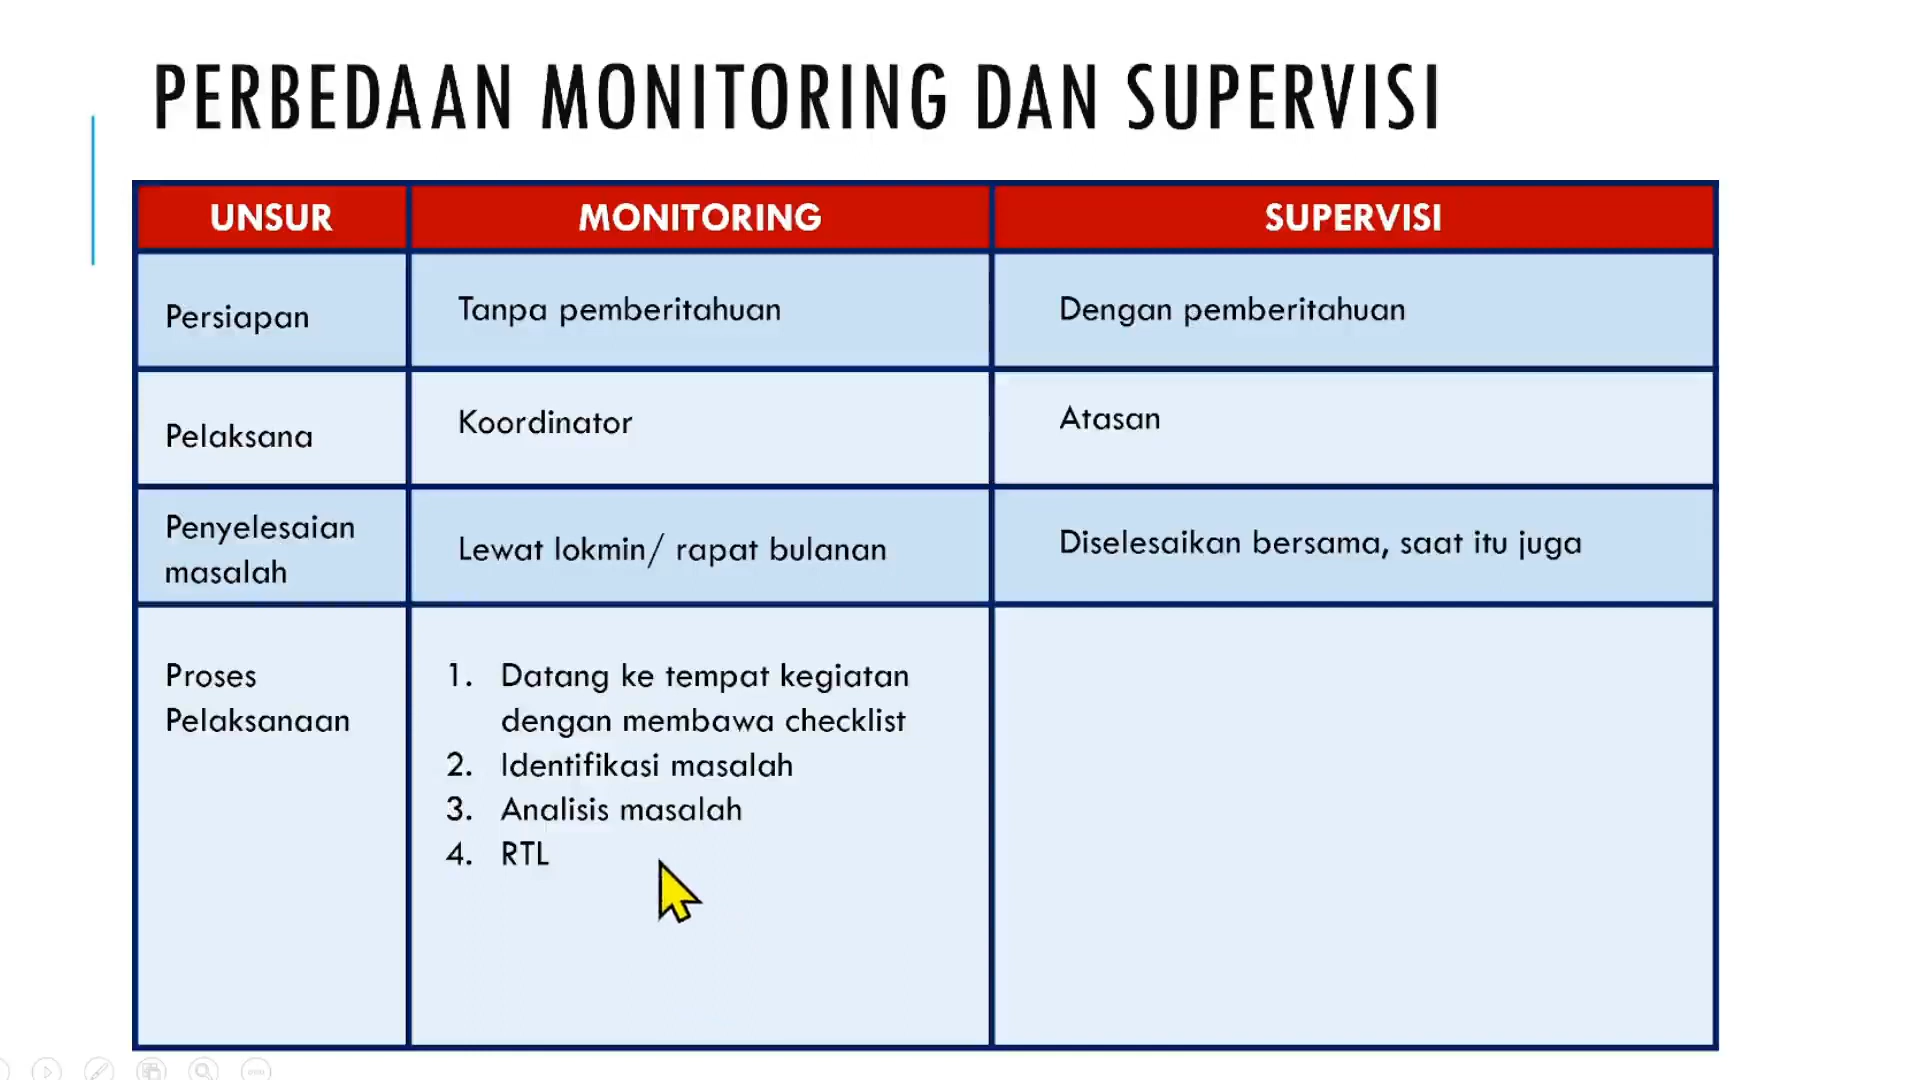 PERBEDAAN MONITORING DAN SUPERVISI
UNSUR MONITORING SUPERVISI
Persiapan Tanpa pemberitahuan Dengan pemberitahuan
Pelaksana Koordinator Atasan
Penyelesaian
masalah Lewat lokmin/ rapat bulanan Diselesaikan bersama, saat itu juga
Proses
Pelaksanaan
1. Datang ke tempat kegiatan
dengan membawa checklist
2. Identifikasi masalah
3. Analisis masalah
4. RTL